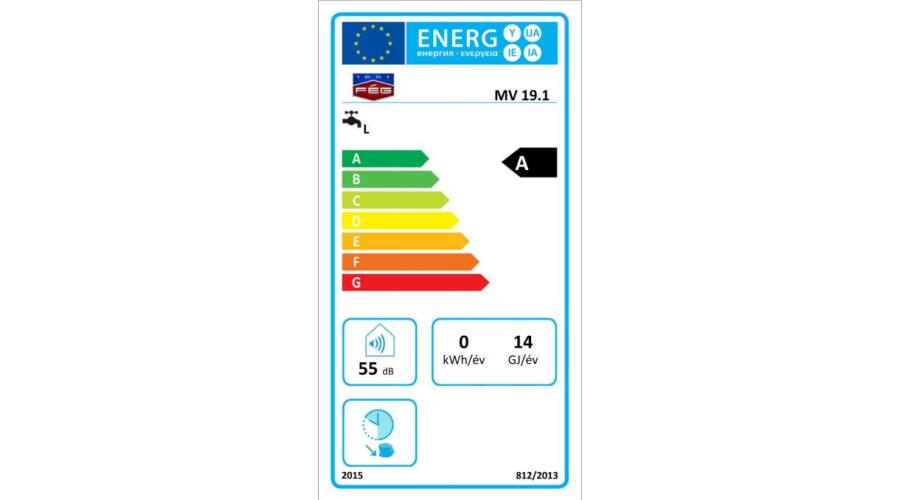 ENERG
Y UA
енергия · ενεργεια
IE IA
FÉG
MV 19.1
L
A
A
B
C
D
E
F
G
0 14
kWh/év GJ/év
55 dB
2015 812/2013